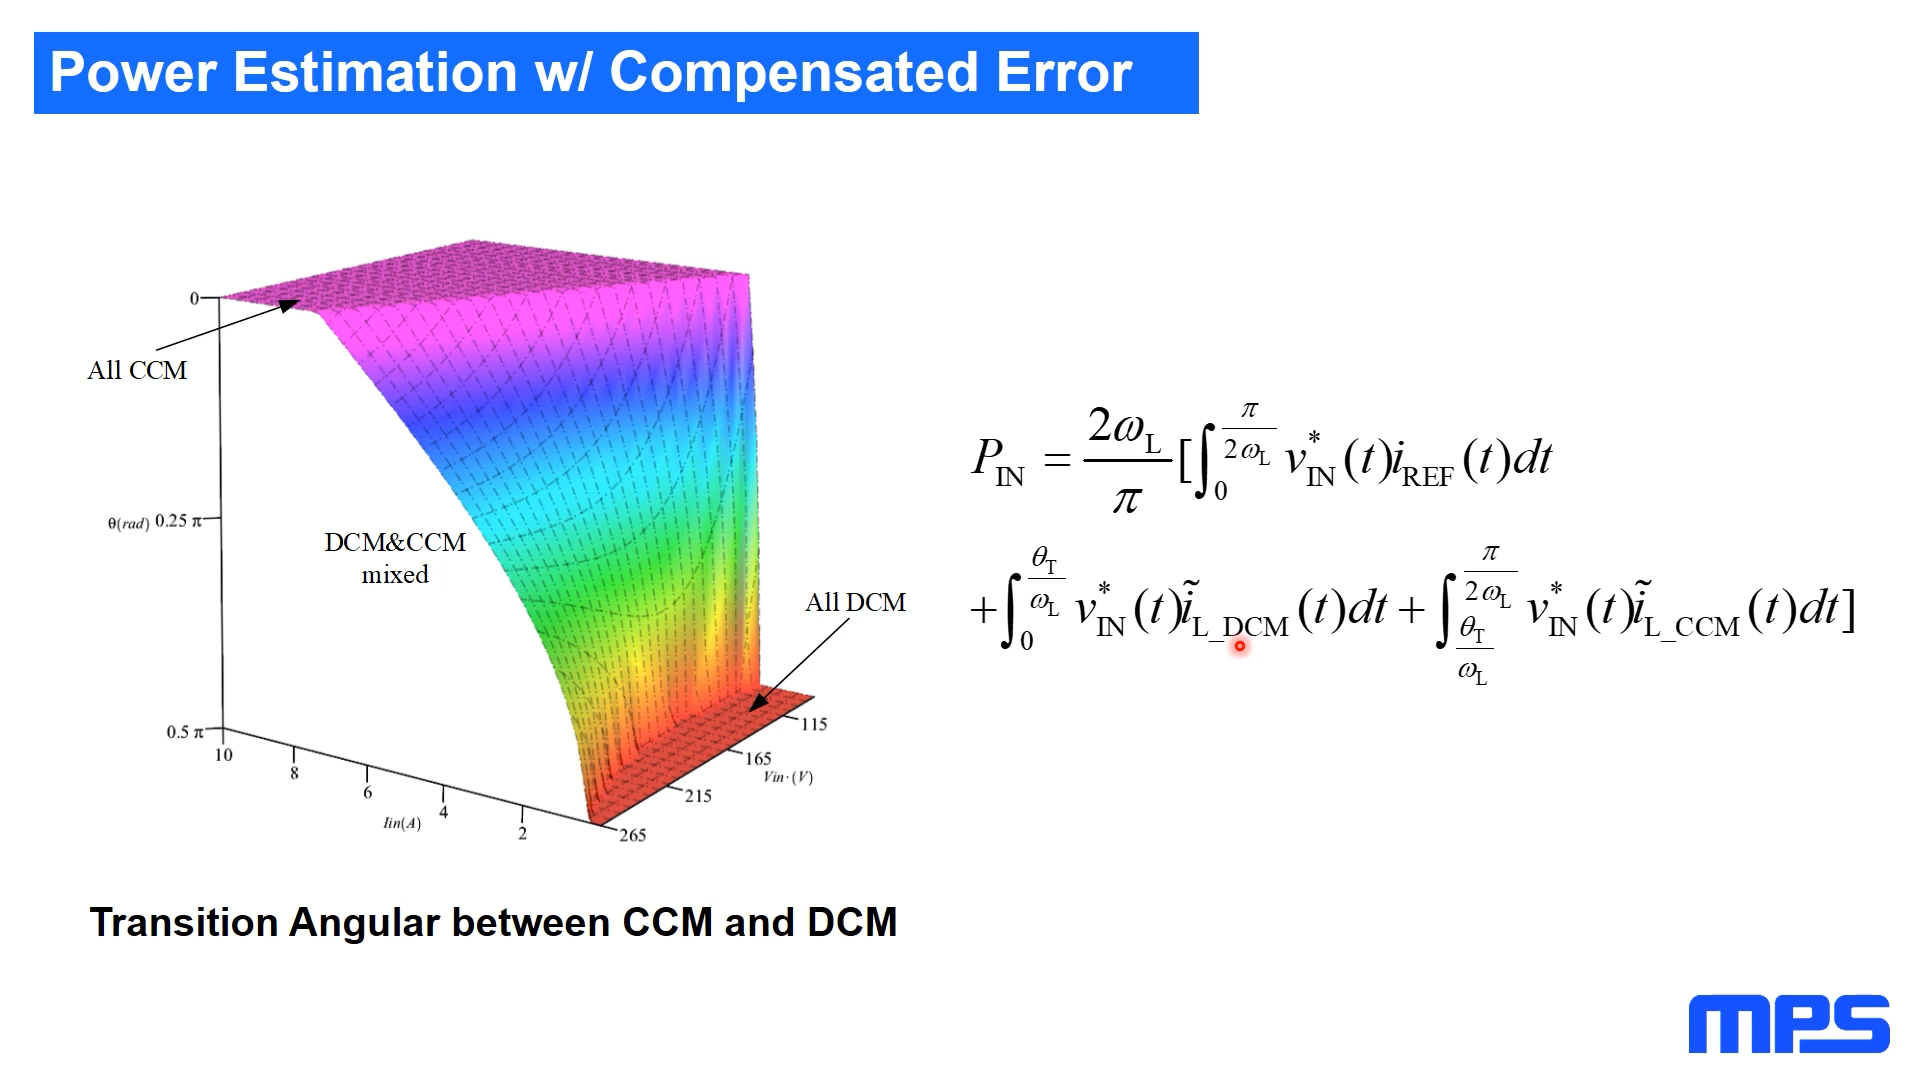 Power Estimation w/ Compensated Error
0
All CCM
θ(rad) 0.25 π
DCM&CCM
mixed
All DCM
0.5 π
10
8
6
4
2
Iin(A)
115
165
215
265
Vin·(V)
P_IN = 2ω_L/π [∫_0^{π/2ω_L} v*_IN(t)i_REF(t)dt
+∫_0^{θ_T/ω_L} v*_IN(t)ĩ_L_DCM(t)dt + ∫_{θ_T/ω_L}^{π/2ω_L} v*_IN(t)ĩ_L_CCM(t)dt]
Transition Angular between CCM and DCM
MPS